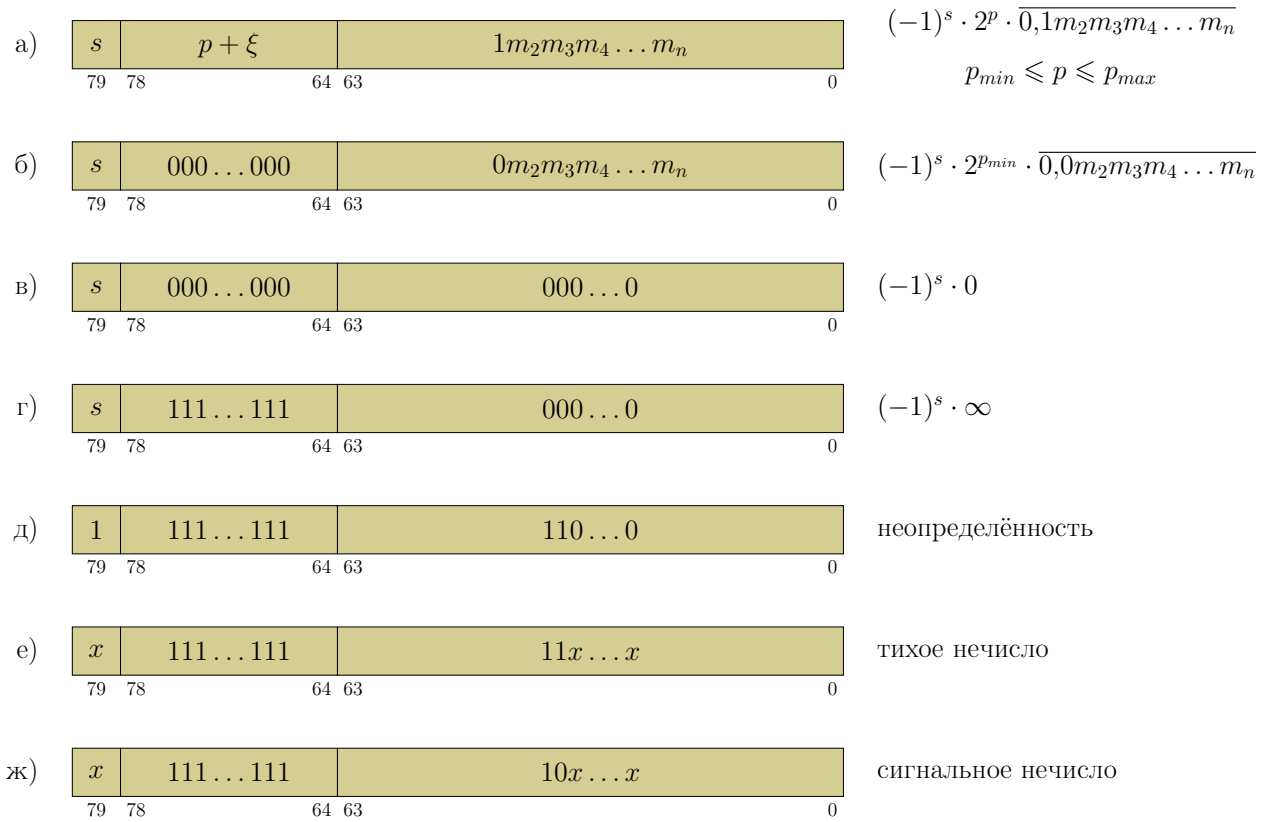 а) s p + ξ 1m₂m₃m₄ … mₙ (−1)ˢ · 2ᵖ · 0,1m₂m₃m₄ … mₙ
79 78 64 63 0 pₘᵢₙ ⩽ p ⩽ pₘₐₓ
б) s 000 … 000 0m₂m₃m₄ … mₙ (−1)ˢ · 2^{p_{min}} · 0,0m₂m₃m₄ … mₙ
79 78 64 63 0
в) s 000 … 000 000 … 0 (−1)ˢ · 0
79 78 64 63 0
г) s 111 … 111 000 … 0 (−1)ˢ · ∞
79 78 64 63 0
д) 1 111 … 111 110 … 0 неопределённость
79 78 64 63 0
е) x 111 … 111 11x … x тихое нечисло
79 78 64 63 0
ж) x 111 … 111 10x … x сигнальное нечисло
79 78 64 63 0